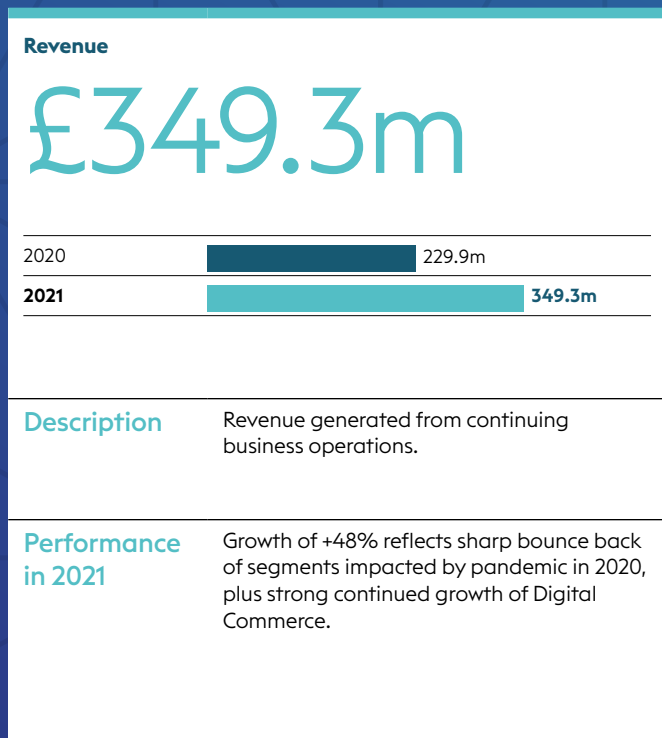 Revenue
£349.3m
2020 229.9m
2021 349.3m
Description
Revenue generated from continuing
business operations.
Performance
in 2021
Growth of +48% reflects sharp bounce back
of segments impacted by pandemic in 2020,
plus strong continued growth of Digital
Commerce.